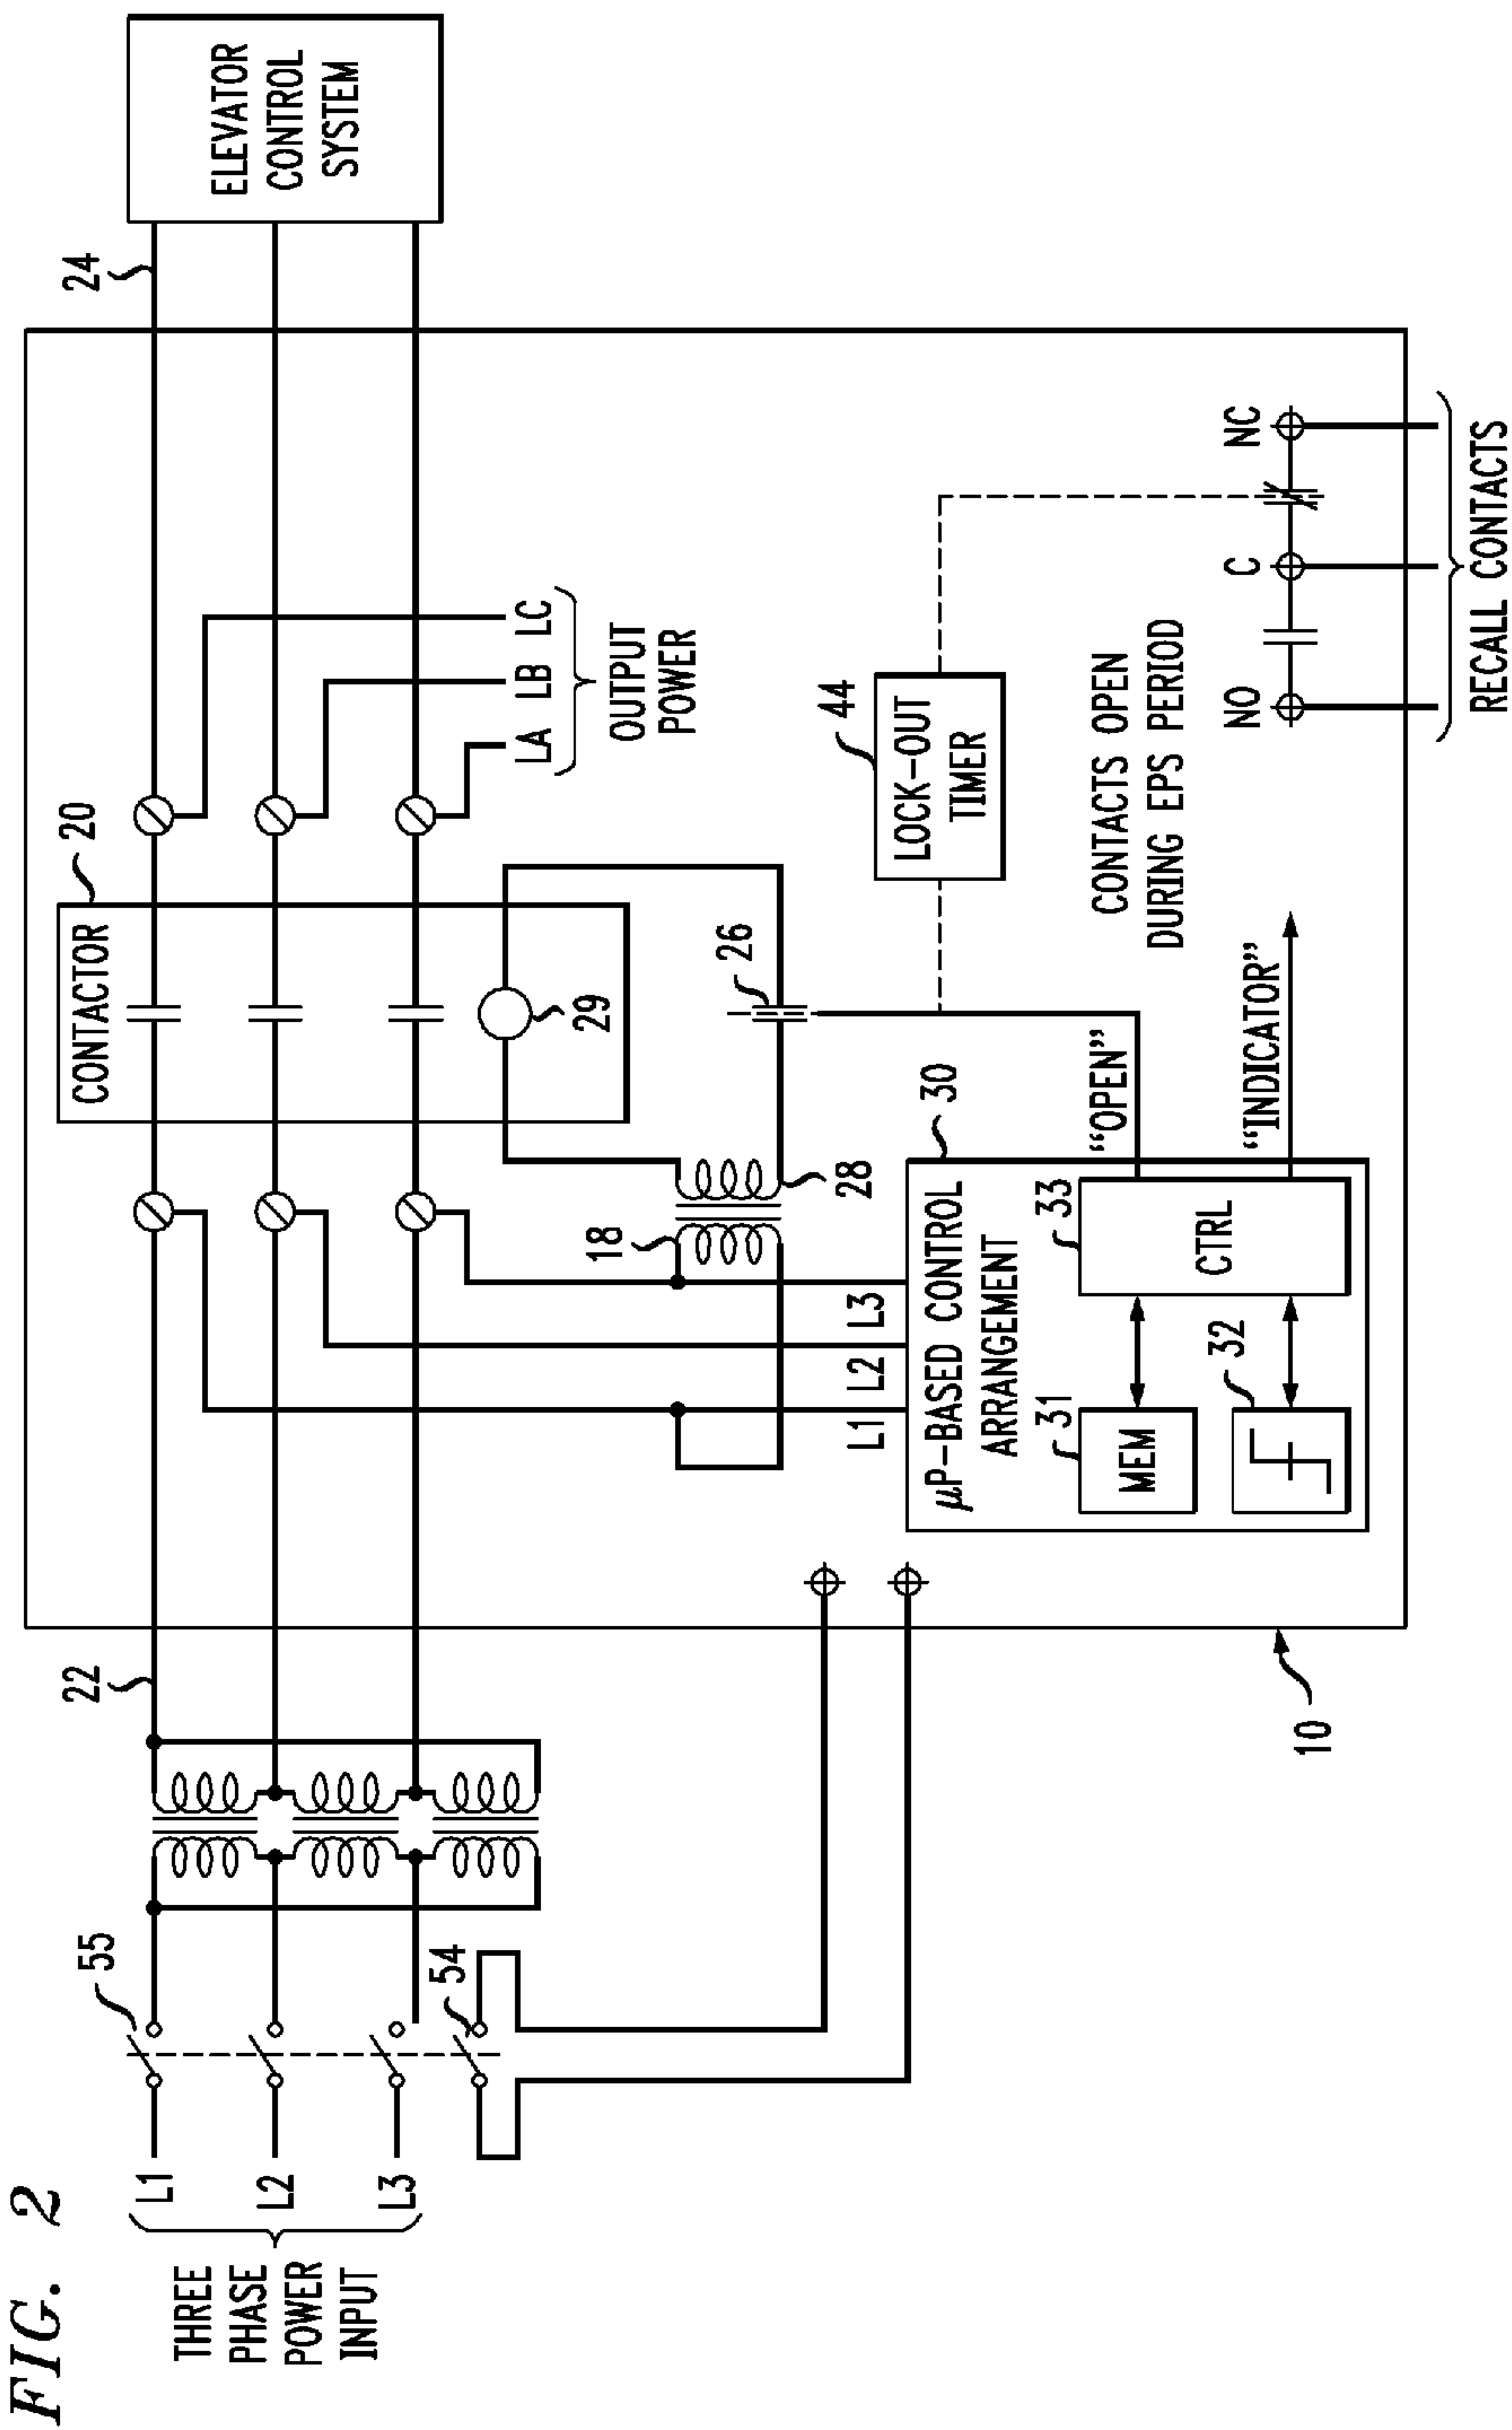 FIG. 2
THREE
PHASE
POWER
INPUT
L1
L2
L3
55
54
22
10
CONTACTOR
20
29
18
28
26
L1
L2
L3
LA
LB
LC
OUTPUT
POWER
24
ELEVATOR
CONTROL
SYSTEM
µP-BASED CONTROL
ARRANGEMENT
30
MEM
31
32
CTRL
33
“OPEN”
“INDICATOR”
LOCK-OUT
TIMER
44
CONTACTS OPEN
DURING EPS PERIOD
NO
C
NC
RECALL CONTACTS